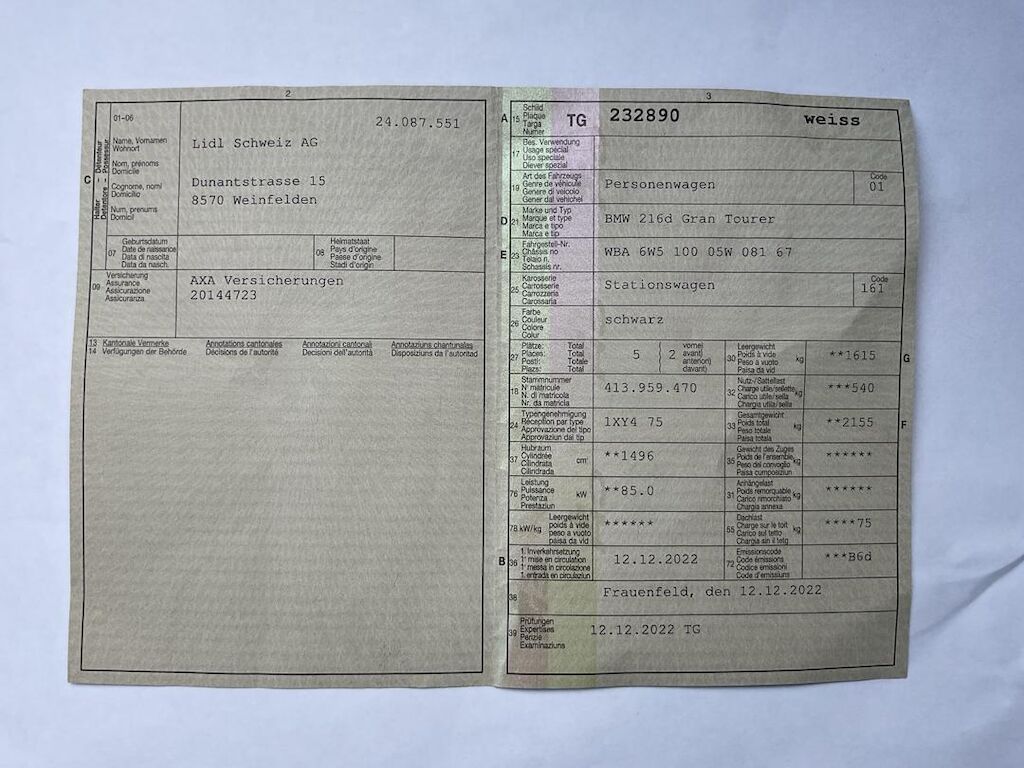 2
01-06
24.087.551
C
Halter – Détenteur
Detentore – Possessur
Name, Vornamen
Wohnort
Nom, prénoms
Domicile
Cognome, nomi
Domicilio
Num, prenums
Domicil
Lidl Schweiz AG
Dunantstrasse 15
8570 Weinfelden
07
Geburtsdatum
Date de naissance
Data di nascita
Data da nasch.
08
Heimatstaat
Pays d'origine
Paese d'origine
Stadi d'origin
09
Versicherung
Assurance
Assicurazione
Assicuranza
AXA Versicherungen
20144723
13 Kantonale Vermerke
14 Verfügungen der Behörde
Annotations cantonales
Décisions de l'autorité
Annotazioni cantonali
Decisioni dell'autorità
Annotaziuns chantunalas
Disposiziuns da l'autoritad
3
A
15
Schild
Plaque
Targa
Numer
TG
232890
weiss
17
Bes. Verwendung
Usage spécial
Uso speciale
Diever spezial
19
Art des Fahrzeugs
Genre de véhicule
Genere di veicolo
Gener dal vehichel
Personenwagen
Code
01
D
21
Marke und Typ
Marque et type
Marca e tipo
Marca e tip
BMW 216d Gran Tourer
E
23
Fahrgestell-Nr.
Châssis no
Telaio n.
Schassis nr.
WBA 6W5 100 05W 081 67
25
Karosserie
Carrosserie
Carrozzeria
Carossaria
Stationswagen
Code
161
26
Farbe
Couleur
Colore
Colur
schwarz
27
Plätze: Total
Places: Total
Posti: Totale
Plazs: Total
5
2
vorne)
avant)
anteriori)
davant)
30
Leergewicht
Poids à vide
Peso a vuoto
Paisa da vid
kg
**1615
G
18
Stammnummer
N° matricule
N. di matricola
Nr. da matricla
413.959.470
32
Nutz-/Sattellast
Charge utile/sellette
Carico utile/sella
Chargia utila/sella
kg
***540
24
Typengenehmigung
Réception par type
Approvazione del tipo
Approvaziun dal tip
1XY4 75
33
Gesamtgewicht
Poids total
Peso totale
Paisa totala
kg
**2155
F
37
Hubraum
Cylindrée
Cilindrata
Cilindrada
cm³
**1496
35
Gewicht des Zuges
Poids de l'ensemble
Peso del convoglio
Paisa cumposiziun
kg
******
76
Leistung
Puissance
Potenza
Prestaziun
kW
**85.0
31
Anhängelast
Poids remorquable
Carico rimorchiato
Chargia annexa
kg
******
78 kW/kg
Leergewicht
poids à vide
peso a vuoto
paisa da vid
******
55
Dachlast
Charge sur le toit
Carico sul tetto
Chargia sin il tetg
kg
****75
B
36
1. Inverkehrsetzung
1re mise en circulation
1a messa in circolazione
1. entrada en circulaziun
12.12.2022
72
Emissionscode
Code émissions
Codice emissioni
Code d'emissiuns
***B6d
38
Frauenfeld, den 12.12.2022
39
Prüfungen
Expertises
Perizie
Examinaziuns
12.12.2022 TG